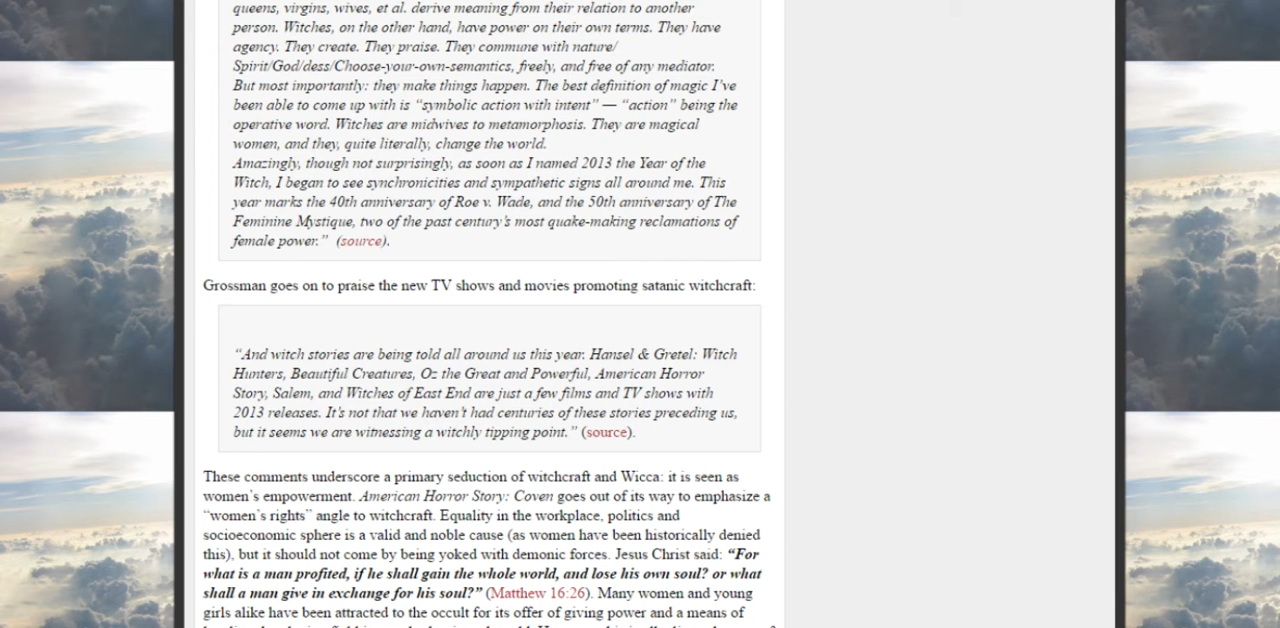 queens, virgins, wives, et al. derive meaning from their relation to another
person. Witches, on the other hand, have power on their own terms. They have
agency. They create. They praise. They commune with nature/
Spirit/God/dess/Choose-your-own-semantics, freely, and free of any mediator.
But most importantly: they make things happen. The best definition of magic I've
been able to come up with is “symbolic action with intent” — “action” being the
operative word. Witches are midwives to metamorphosis. They are magical
women, and they, quite literally, change the world.
Amazingly, though not surprisingly, as soon as I named 2013 the Year of the
Witch, I began to see synchronicities and sympathetic signs all around me. This
year marks the 40th anniversary of Roe v. Wade, and the 50th anniversary of The
Feminine Mystique, two of the past century's most quake-making reclamations of
female power.” (source).
Grossman goes on to praise the new TV shows and movies promoting satanic witchcraft:
“And witch stories are being told all around us this year. Hansel & Gretel: Witch
Hunters, Beautiful Creatures, Oz the Great and Powerful, American Horror
Story, Salem, and Witches of East End are just a few films and TV shows with
2013 releases. It's not that we haven't had centuries of these stories preceding us,
but it seems we are witnessing a witchly tipping point.” (source).
These comments underscore a primary seduction of witchcraft and Wicca: it is seen as
women's empowerment. American Horror Story: Coven goes out of its way to emphasize a
“women's rights” angle to witchcraft. Equality in the workplace, politics and
socioeconomic sphere is a valid and noble cause (as women have been historically denied
this), but it should not come by being yoked with demonic forces. Jesus Christ said: “For
what is a man profited, if he shall gain the whole world, and lose his own soul? or what
shall a man give in exchange for his soul?” (Matthew 16:26). Many women and young
girls alike have been attracted to the occult for its offer of giving power and a means of